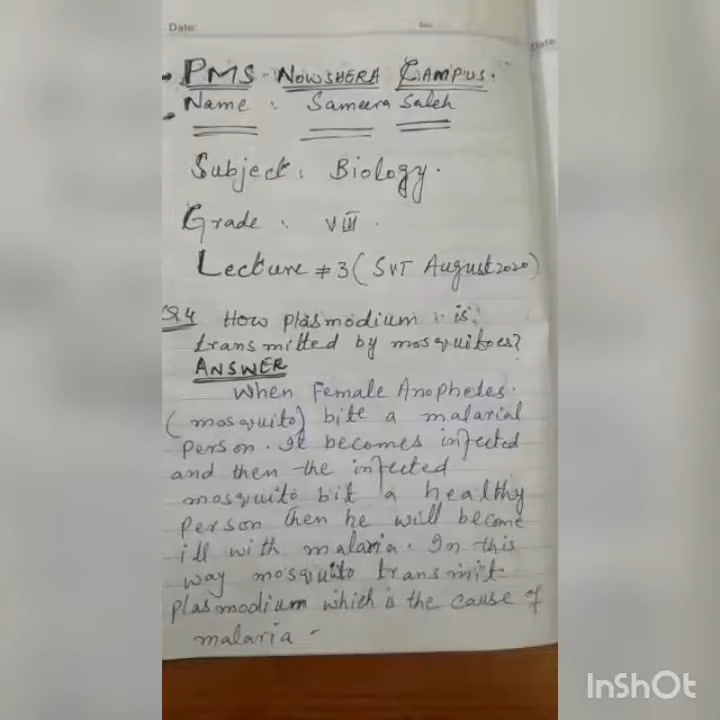 Date:
Date:
PMS - NOWSHERA CAMPUS.
Name : Sameera Saleh
Subject : Biology.
Grade : VIII.
Lecture # 3 (SVT August 2020)
Q4 How plasmodium is
transmitted by mosquitoes?
ANSWER
When Female Anopheles.
(mosquito) bite a malarial
person. It becomes infected
and then the infected
mosquito bit a healthy
person then he will become
ill with malaria. In this
way mosquito transmit
plasmodium which is the cause of
malaria -
InShOt